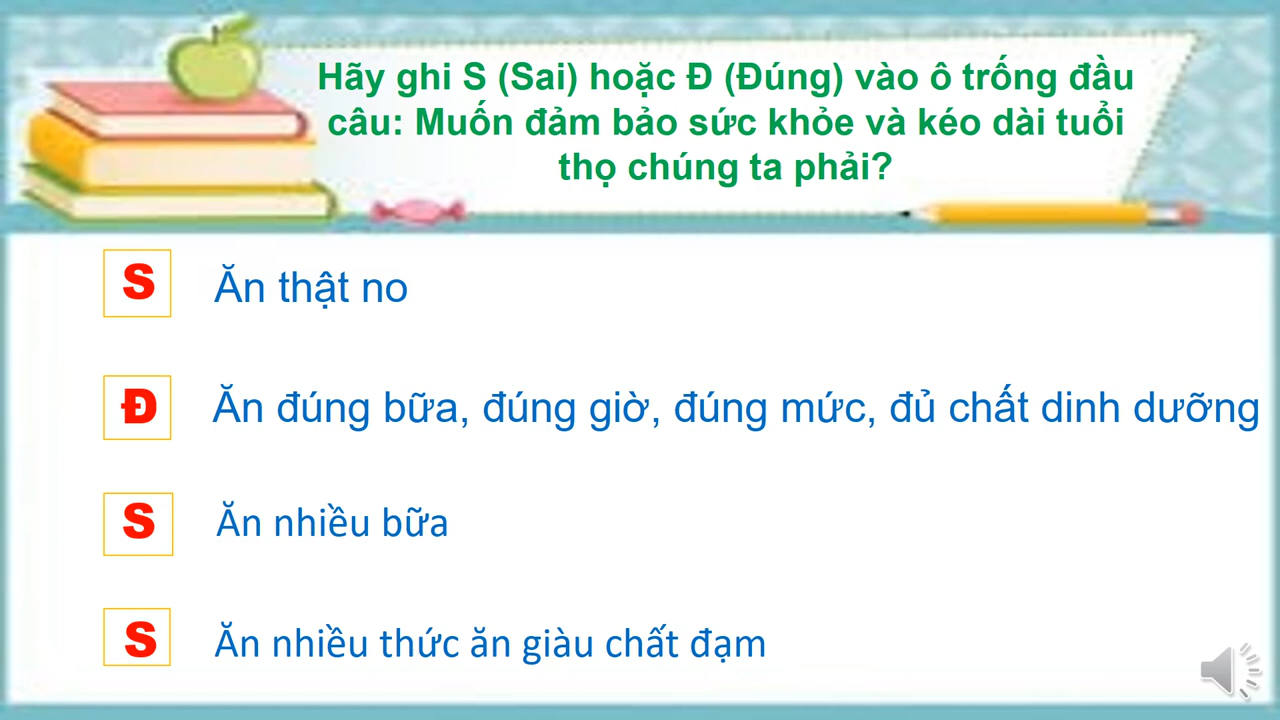 Hãy ghi S (Sai) hoặc Đ (Đúng) vào ô trống đầu
câu: Muốn đảm bảo sức khỏe và kéo dài tuổi
thọ chúng ta phải?
S Ăn thật no
Đ Ăn đúng bữa, đúng giờ, đúng mức, đủ chất dinh dưỡng
S Ăn nhiều bữa
S Ăn nhiều thức ăn giàu chất đạm